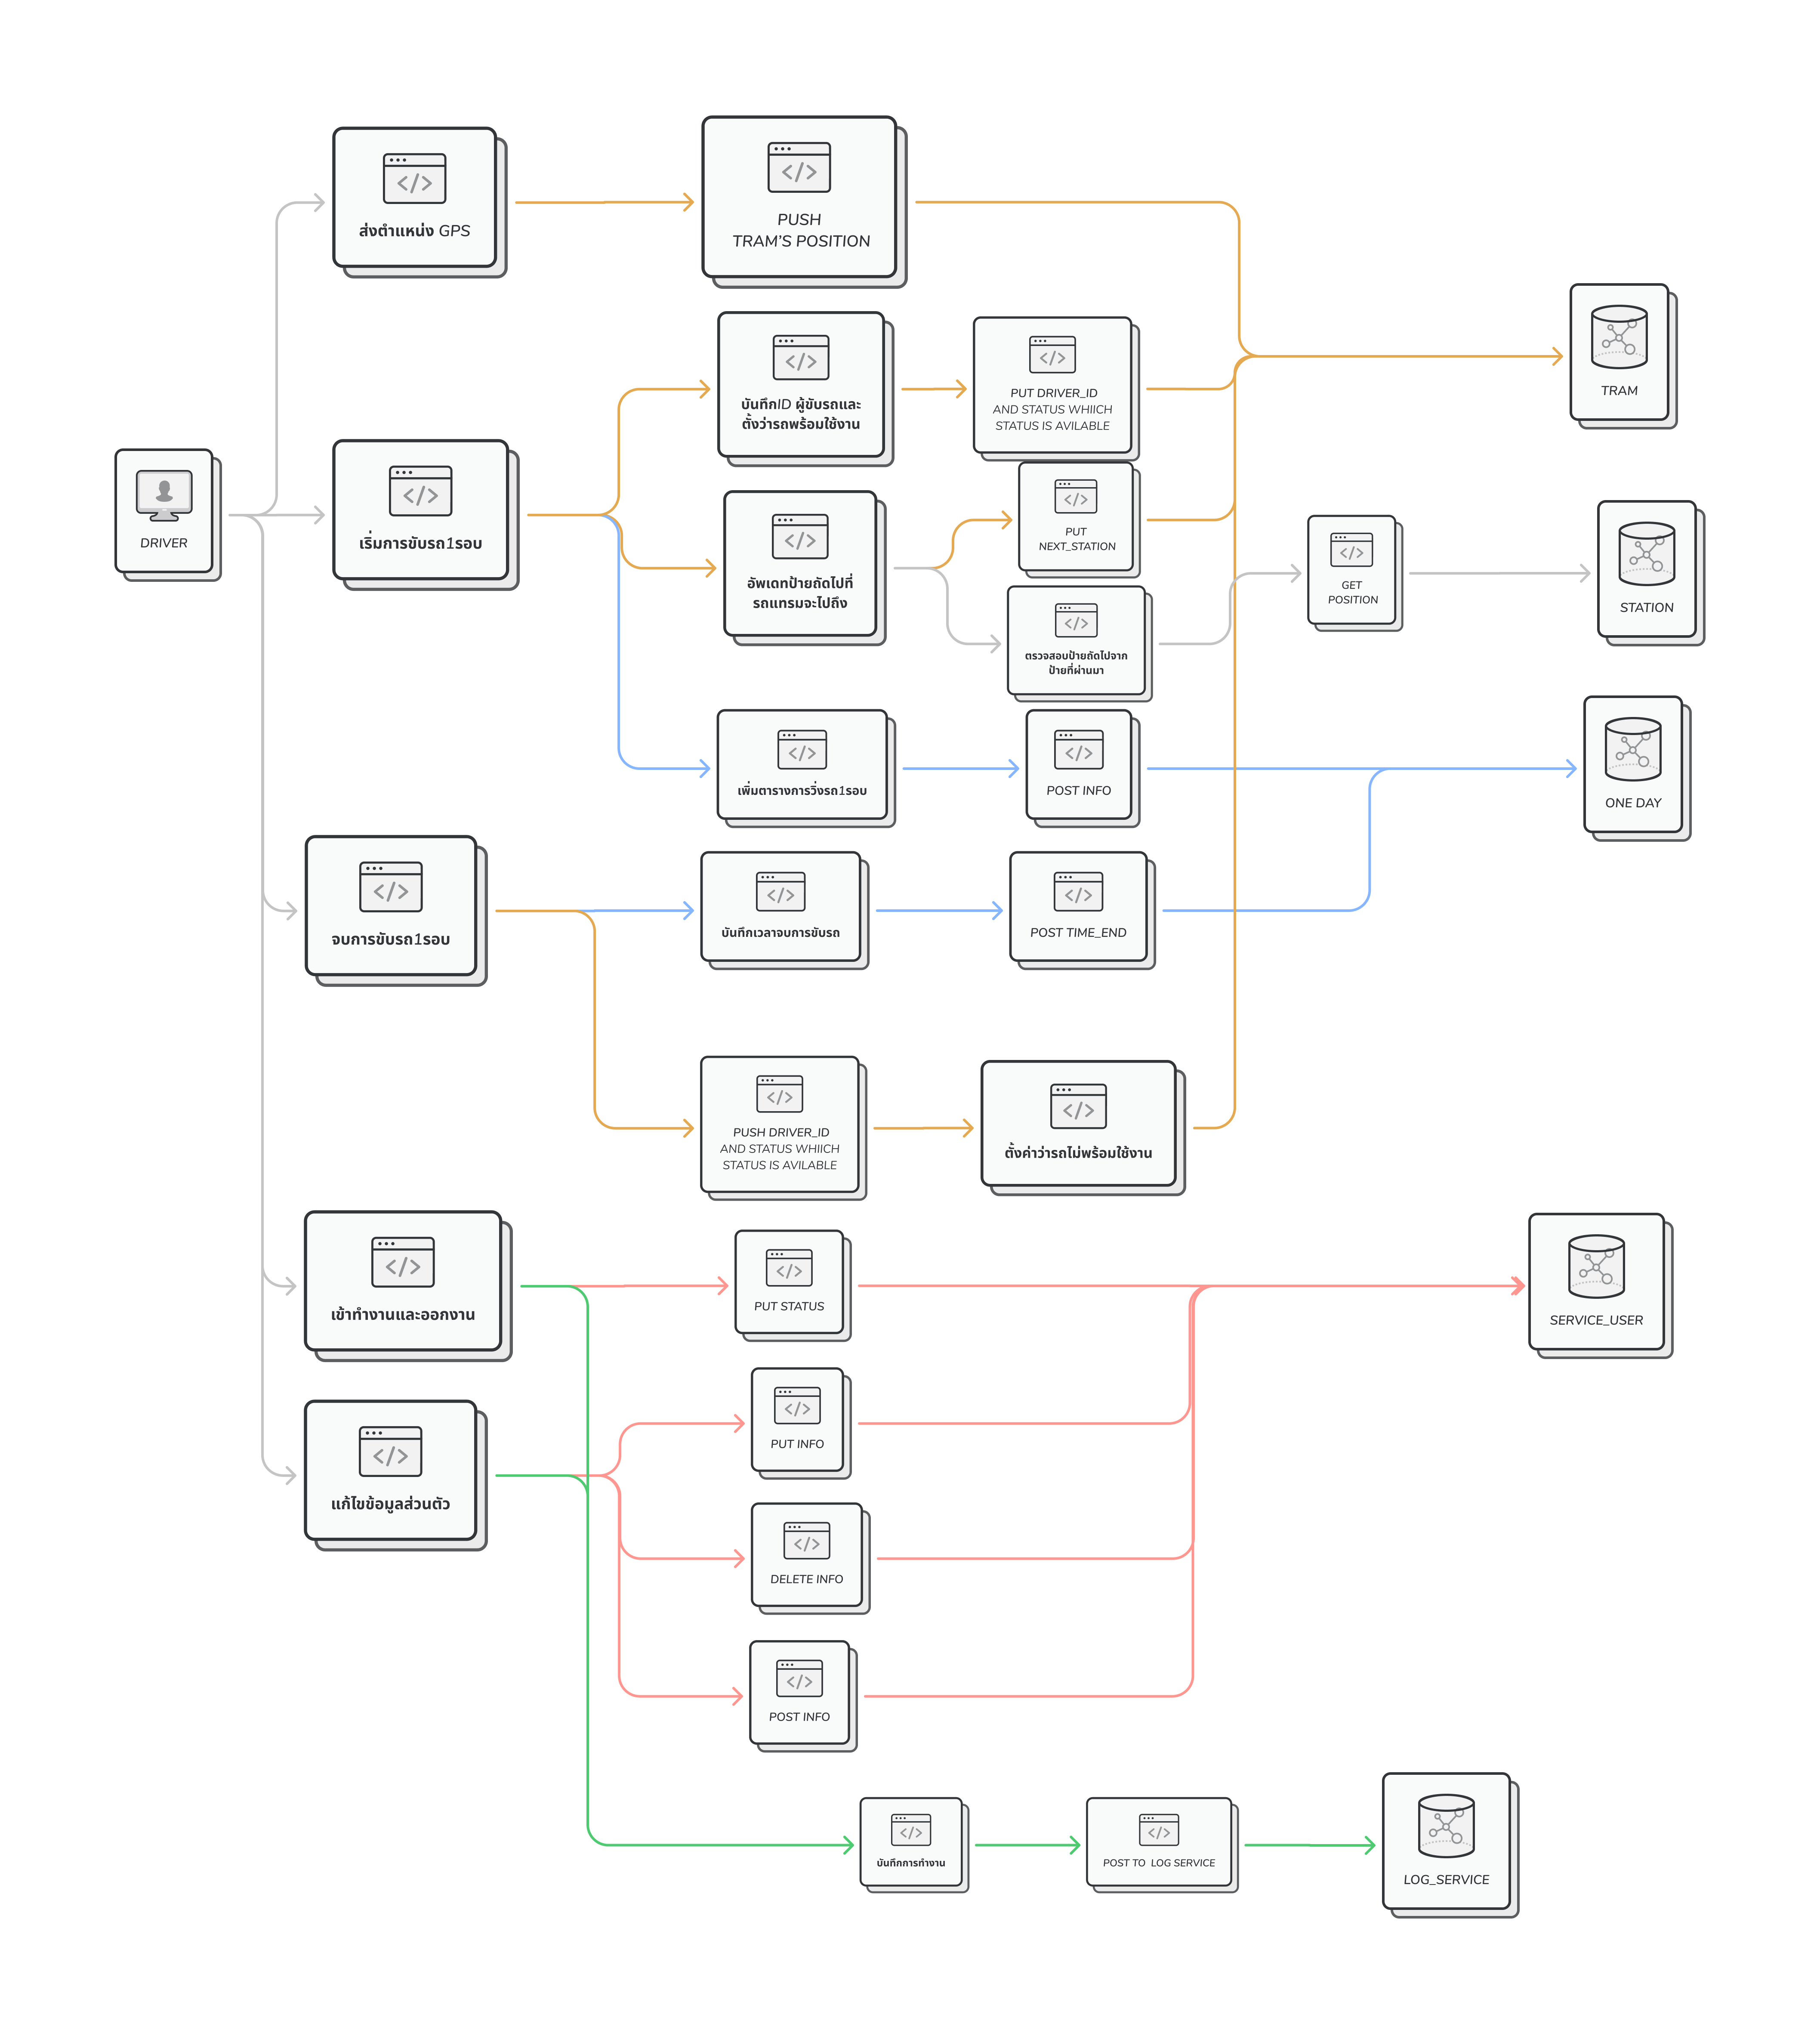 ส่งตำแหน่ง GPS
PUSH
TRAM'S POSITION
TRAM
บันทึกID ผู้ขับรถและ
ตั้งว่ารถพร้อมใช้งาน
PUT DRIVER_ID
AND STATUS WHIICH
STATUS IS AVILABLE
DRIVER
เริ่มการขับรถ1รอบ
อัพเดทป้ายถัดไปที่
รถแทรมจะไปถึง
PUT
NEXT_STATION
GET
POSITION
STATION
ตรวจสอบป้ายถัดไปจาก
ป้ายที่ผ่านมา
เพิ่มตารางการวิ่งรถ1รอบ
POST INFO
ONE DAY
จบการขับรถ1รอบ
บันทึกเวลาจบการขับรถ
POST TIME_END
PUSH DRIVER_ID
AND STATUS WHIICH
STATUS IS AVILABLE
ตั้งค่าว่ารถไม่พร้อมใช้งาน
เข้าทำงานและออกงาน
PUT STATUS
SERVICE_USER
PUT INFO
แก้ไขข้อมูลส่วนตัว
DELETE INFO
POST INFO
บันทึกการทำงาน
POST TO  LOG SERVICE
LOG_SERVICE